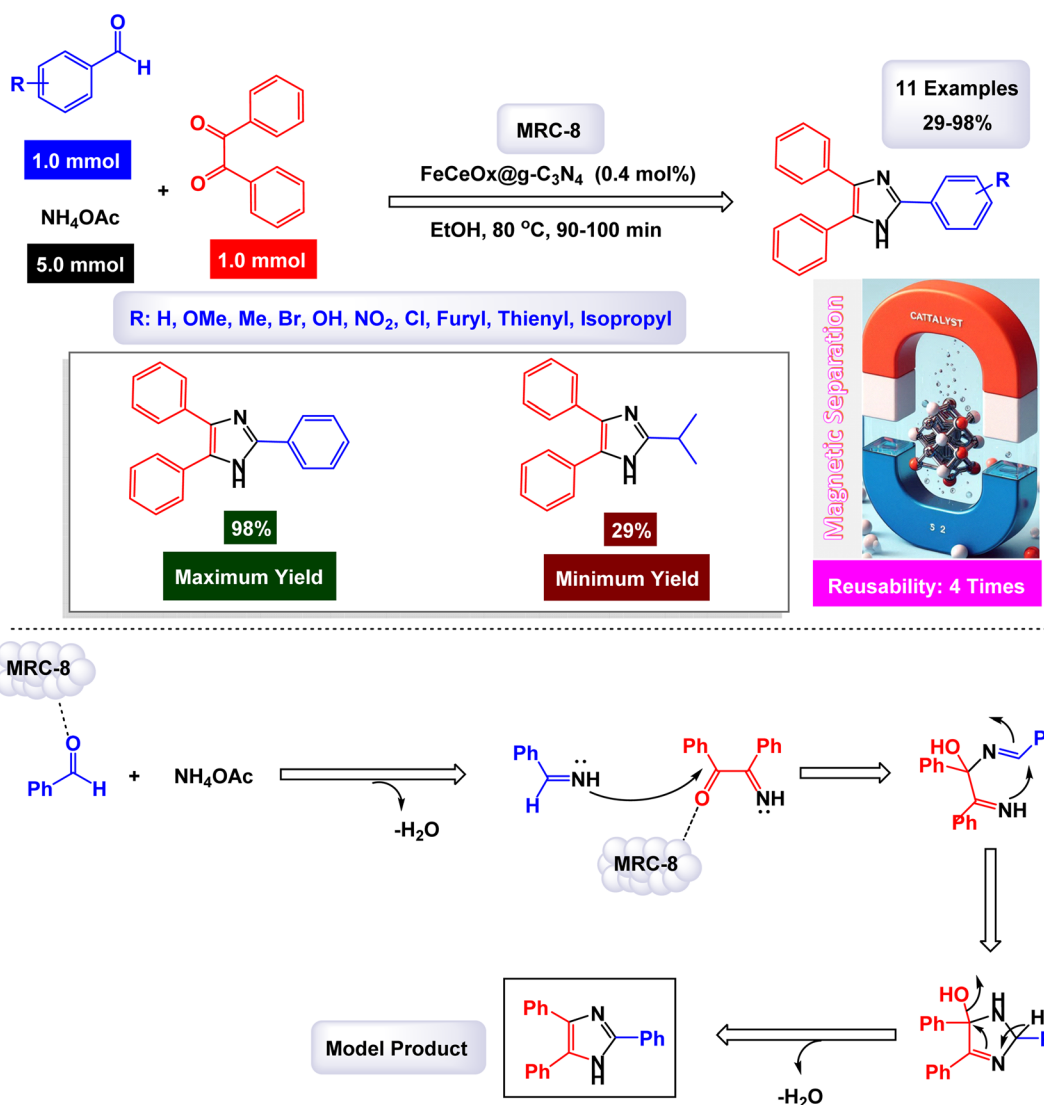 O
H
R
1.0 mmol
NH₄OAc
5.0 mmol
+
O
O
1.0 mmol
MRC-8
FeCeOx@g-C₃N₄ (0.4 mol%)
EtOH, 80 °C, 90-100 min
11 Examples
29-98%
N
N
H
R
R: H, OMe, Me, Br, OH, NO₂, Cl, Furyl, Thienyl, Isopropyl
N
N
H
98%
Maximum Yield
N
N
H
29%
Minimum Yield
Magnetic Separation
CATTALYST
S 2
Reusability: 4 Times
MRC-8
O
Ph
H
+
NH₄OAc
-H₂O
Ph
H
NH
Ph
Ph
O
NH
MRC-8
HO
N
P
Ph
NH
Ph
HO
H
N
H
Ph
N
Ph
-H₂O
Ph
N
Ph
Ph
N
H
Model Product